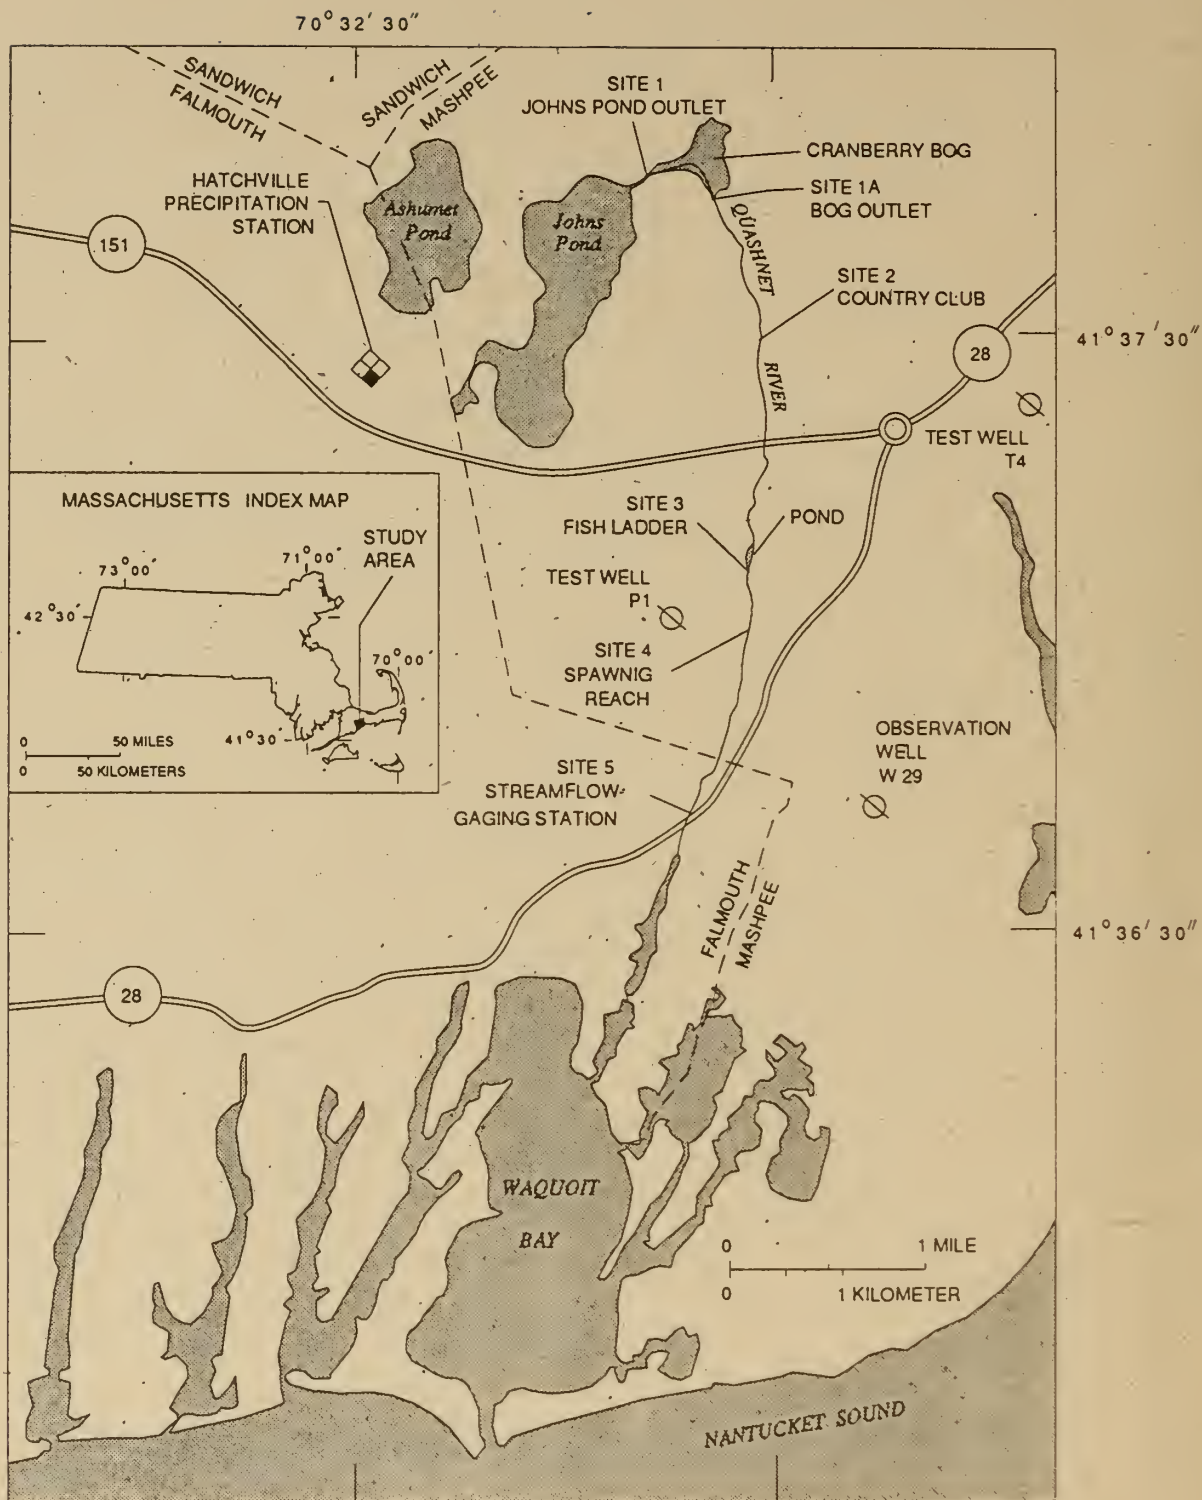 70° 32' 30"
SANDWICH
FALMOUTH
SANDWICH
MASHPEE
SITE 1
JOHNS POND OUTLET
CRANBERRY BOG
HATCHVILLE
PRECIPITATION
STATION
SITE 1A
BOG OUTLET
Ashumet
Pond
Johns
Pond
QUASHNET
RIVER
151
SITE 2
COUNTRY CLUB
41° 37' 30"
28
TEST WELL
T4
MASSACHUSETTS INDEX MAP
STUDY
AREA
73° 00'
71° 00'
42° 30'
70° 00'
41° 30'
0 50 MILES
0 50 KILOMETERS
SITE 3
FISH LADDER
POND
TEST WELL
P1
SITE 4
SPAWNIG
REACH
OBSERVATION
WELL
W 29
SITE 5
STREAMFLOW-
GAGING STATION
FALMOUTH
MASHPEE
41° 36' 30"
28
WAQUOIT
BAY
0 1 MILE
0 1 KILOMETER
NANTUCKET SOUND